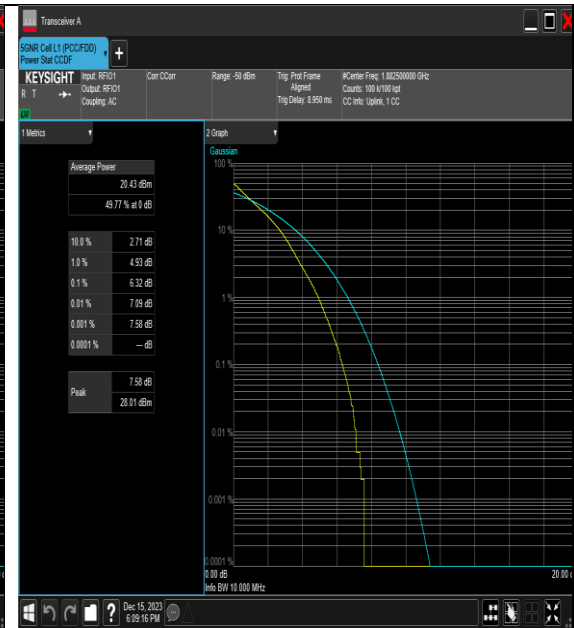 Transceiver A
5GNR Cell L1 (PCC/FDD)
Power Stat CCDF
+
KEYSIGHT
R T
Input: RFIO1
Output: RFIO1
Coupling: AC
Corr CCorr
Range: -50 dBm
Trig: Prot Frame
Aligned
Trig Delay: 8.950 ms
#Center Freq: 1.882500000 GHz
Counts: 100 k/100 kpt
CC Info: Uplink, 1 CC
1 Metrics
Average Power
20.43 dBm
49.77 % at 0 dB
10.0 % 2.71 dB
1.0 % 4.93 dB
0.1 % 6.32 dB
0.01 % 7.09 dB
0.001 % 7.58 dB
0.0001 % --- dB
Peak
7.58 dB
28.01 dBm
2 Graph
Gaussian
100 %
10 %
1 %
0.1 %
0.01 %
0.001 %
0.0001 %
0.00 dB
20.00
Info BW 10.000 MHz
?
Dec 15, 2023
6:09:16 PM